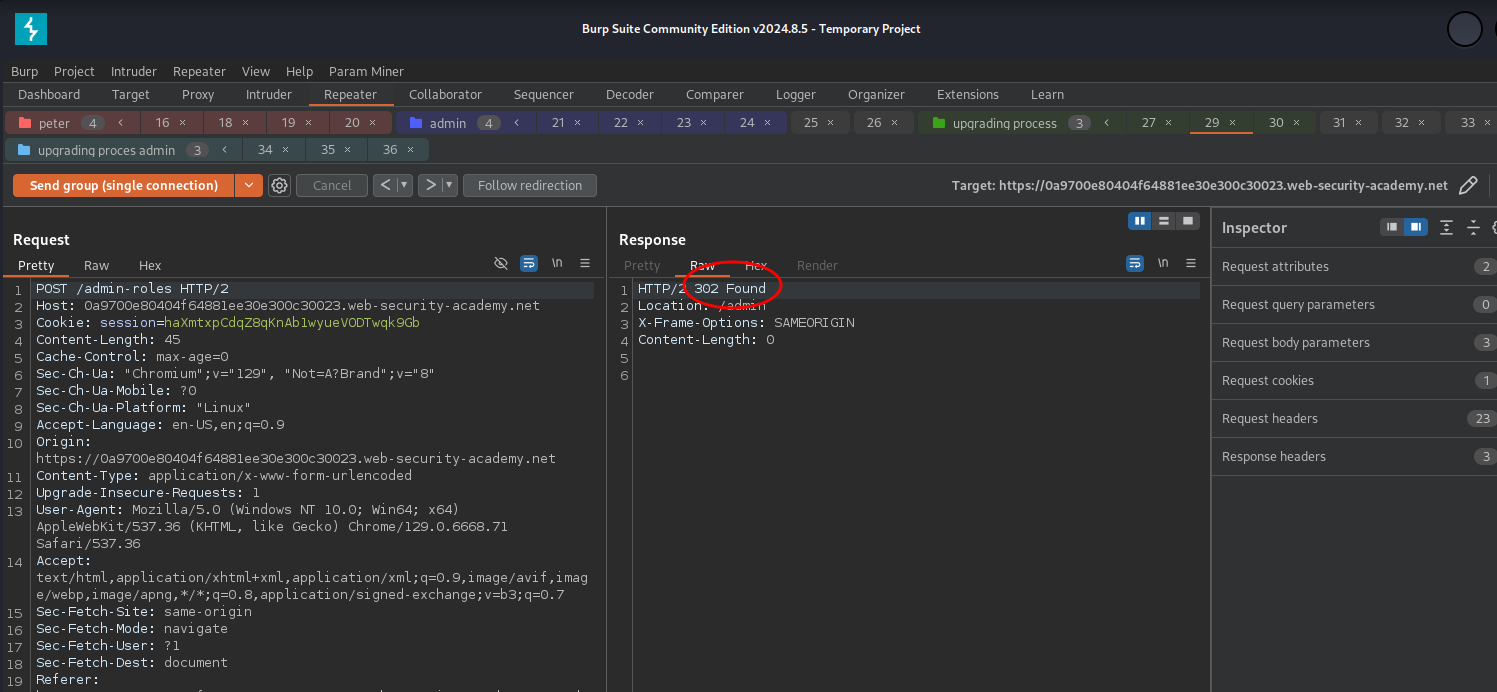 Burp Suite Community Edition v2024.8.5 - Temporary Project
Burp Project Intruder Repeater View Help Param Miner
Dashboard Target Proxy Intruder Repeater Collaborator Sequencer Decoder Comparer Logger Organizer Extensions Learn
peter 4 < 16 × 18 × 19 × 20 × admin 4 < 21 × 22 × 23 × 24 × 25 × 26 × upgrading process 3 < 27 × 29 × 30 × 31 × 32 × 33 ×
upgrading proces admin 3 < 34 × 35 × 36 ×
Send group (single connection) Cancel < > Follow redirection Target: https://0a9700e80404f64881ee30e300c30023.web-security-academy.net
Request
Pretty Raw Hex \n
1 POST /admin-roles HTTP/2
2 Host: 0a9700e80404f64881ee30e300c30023.web-security-academy.net
3 Cookie: session=haXmtxpCdqZ8qKnAb1wyueVODTwqk9Gb
4 Content-Length: 45
5 Cache-Control: max-age=0
6 Sec-Ch-Ua: "Chromium";v="129", "Not=A?Brand";v="8"
7 Sec-Ch-Ua-Mobile: ?0
8 Sec-Ch-Ua-Platform: "Linux"
9 Accept-Language: en-US,en;q=0.9
10 Origin:
https://0a9700e80404f64881ee30e300c30023.web-security-academy.net
11 Content-Type: application/x-www-form-urlencoded
12 Upgrade-Insecure-Requests: 1
13 User-Agent: Mozilla/5.0 (Windows NT 10.0; Win64; x64)
AppleWebKit/537.36 (KHTML, like Gecko) Chrome/129.0.6668.71
Safari/537.36
14 Accept:
text/html,application/xhtml+xml,application/xml;q=0.9,image/avif,imag
e/webp,image/apng,*/*;q=0.8,application/signed-exchange;v=b3;q=0.7
15 Sec-Fetch-Site: same-origin
16 Sec-Fetch-Mode: navigate
17 Sec-Fetch-User: ?1
18 Sec-Fetch-Dest: document
19 Referer:
Response
Pretty Raw Hex Render \n
1 HTTP/2 302 Found
2 Location: /admin
3 X-Frame-Options: SAMEORIGIN
4 Content-Length: 0
5
6
Inspector
Request attributes 2
Request query parameters 0
Request body parameters 3
Request cookies 1
Request headers 23
Response headers 3